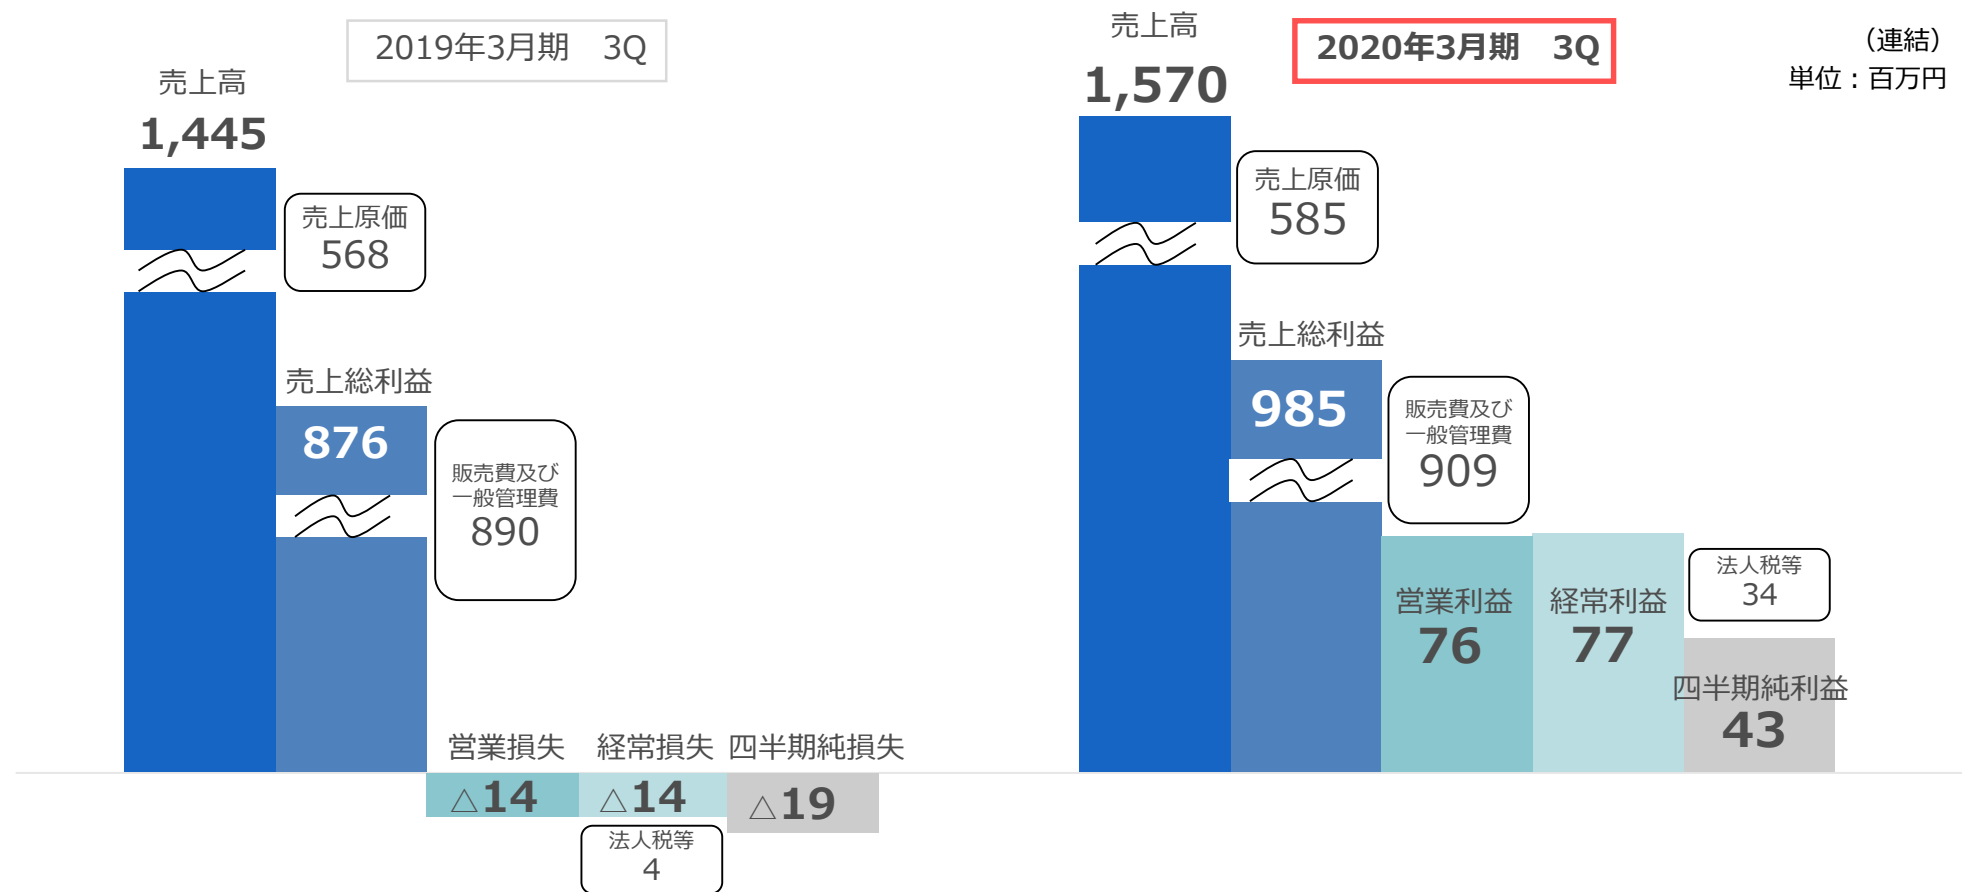 2019年3月期　3Q
売上高
1,445
売上原価
568
売上総利益
876
販売費及び
一般管理費
890
営業損失
△14
経常損失
△14
法人税等
4
四半期純損失
△19
2020年3月期　3Q
（連結）
単位：百万円
売上高
1,570
売上原価
585
売上総利益
985
販売費及び
一般管理費
909
営業利益
76
経常利益
77
法人税等
34
四半期純利益
43